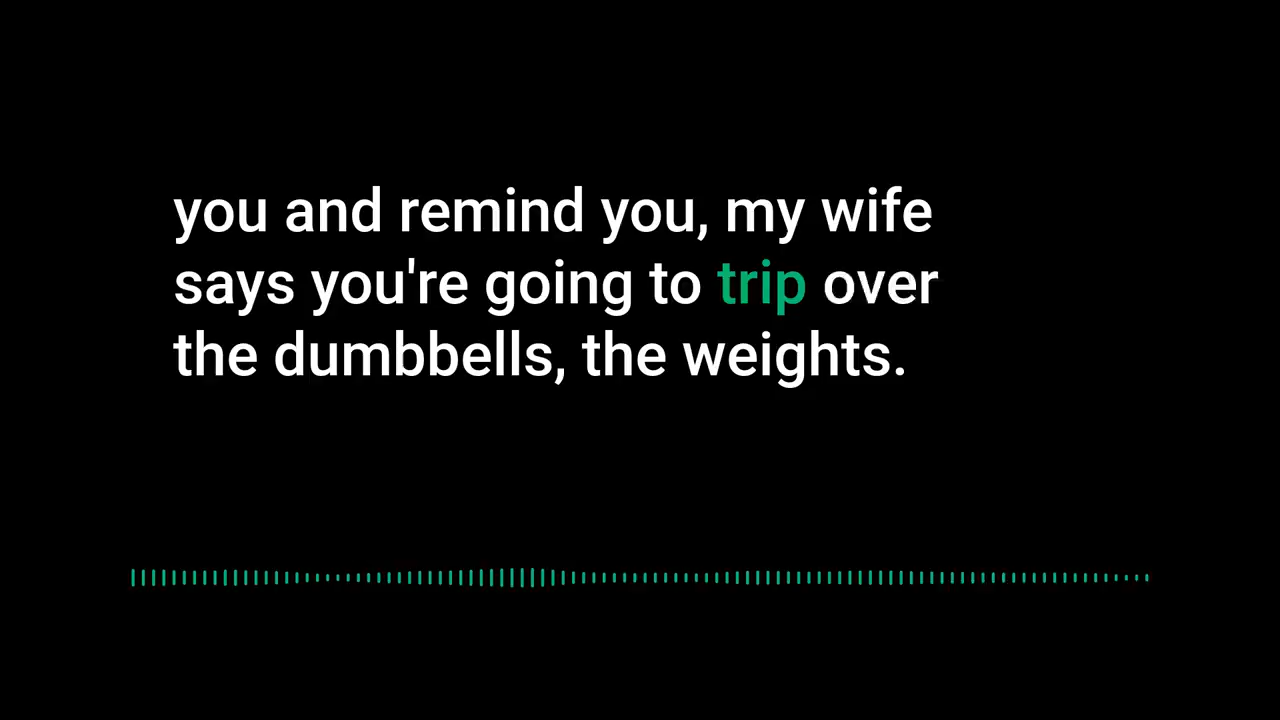 you and remind you, my wife
says you're going to trip over
the dumbbells, the weights.